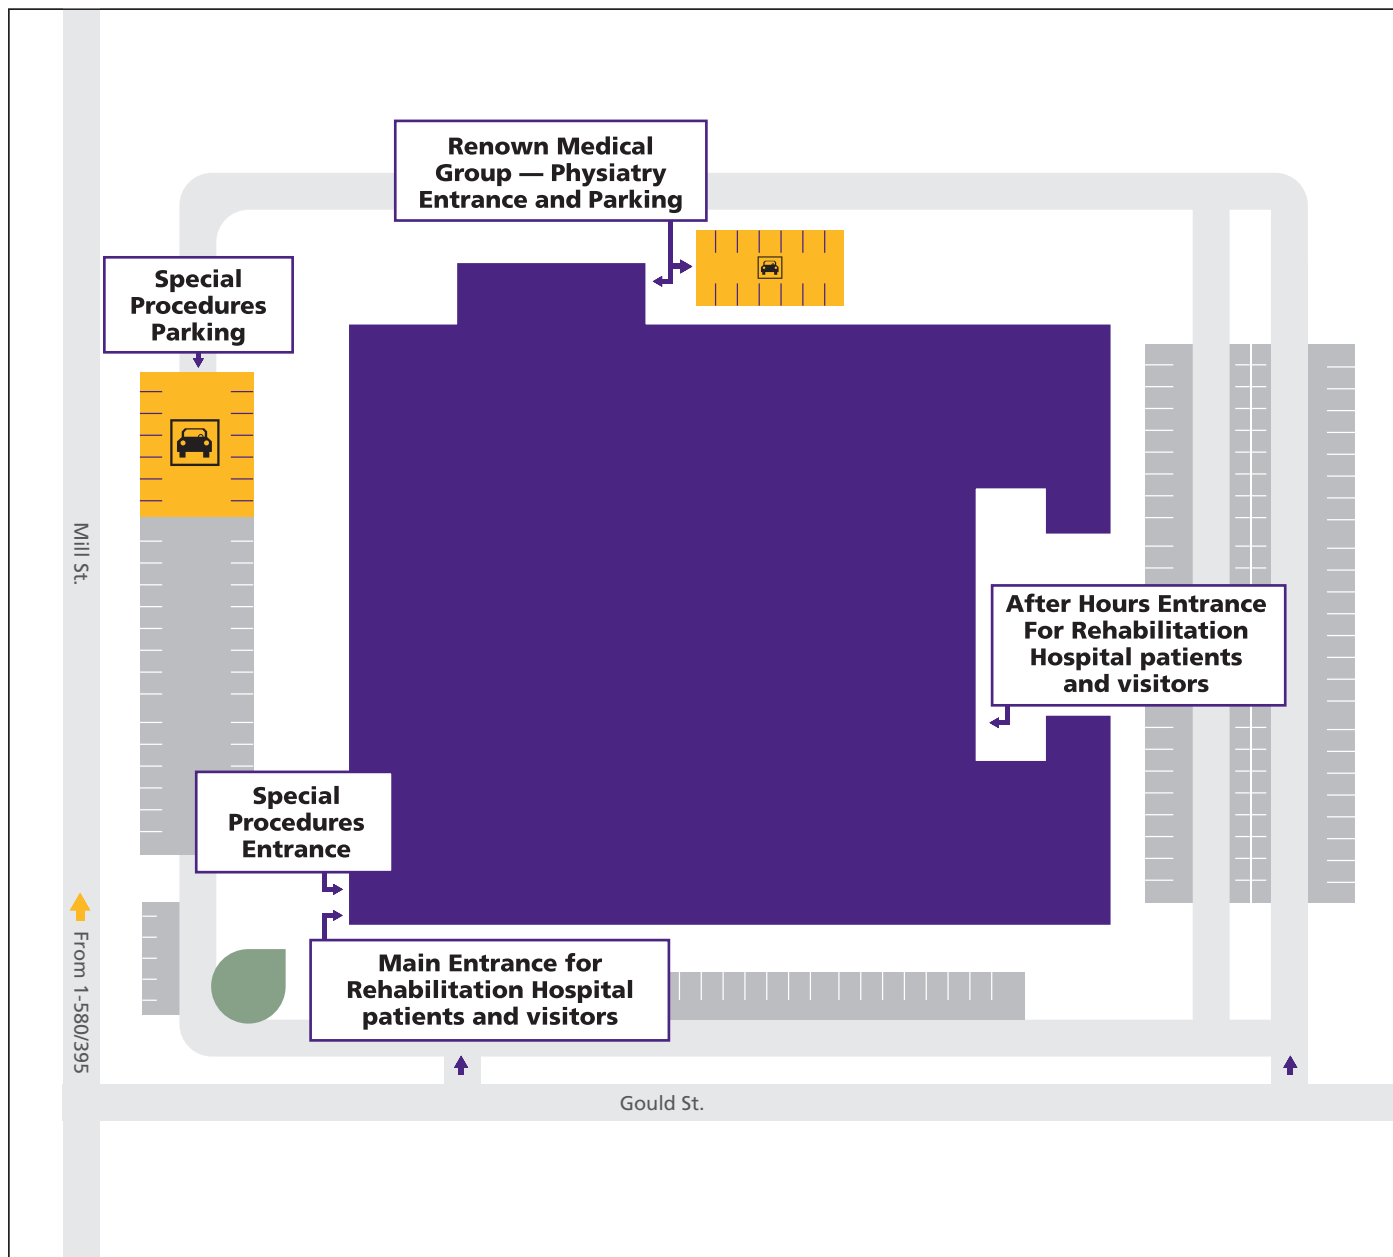 Renown Medical
Group — Physiatry
Entrance and Parking
Special
Procedures
Parking
Mill St.
After Hours Entrance
For Rehabilitation
Hospital patients
and visitors
Special
Procedures
Entrance
From 1-580/395
Main Entrance for
Rehabilitation Hospital
patients and visitors
Gould St.